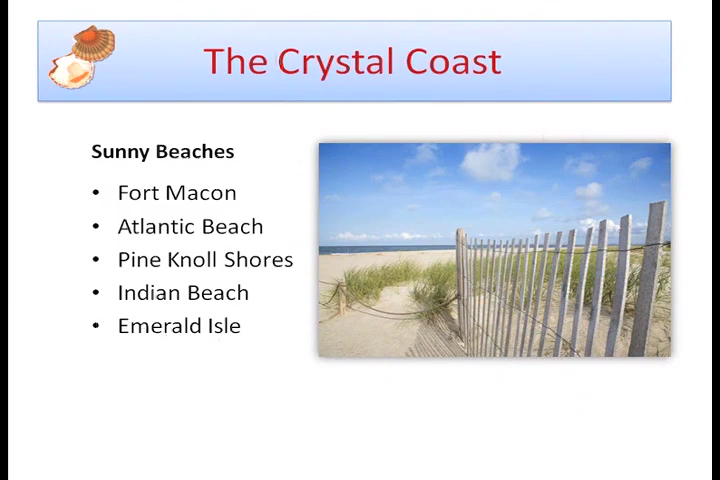 The Crystal Coast
Sunny Beaches
• Fort Macon
• Atlantic Beach
• Pine Knoll Shores
• Indian Beach
• Emerald Isle